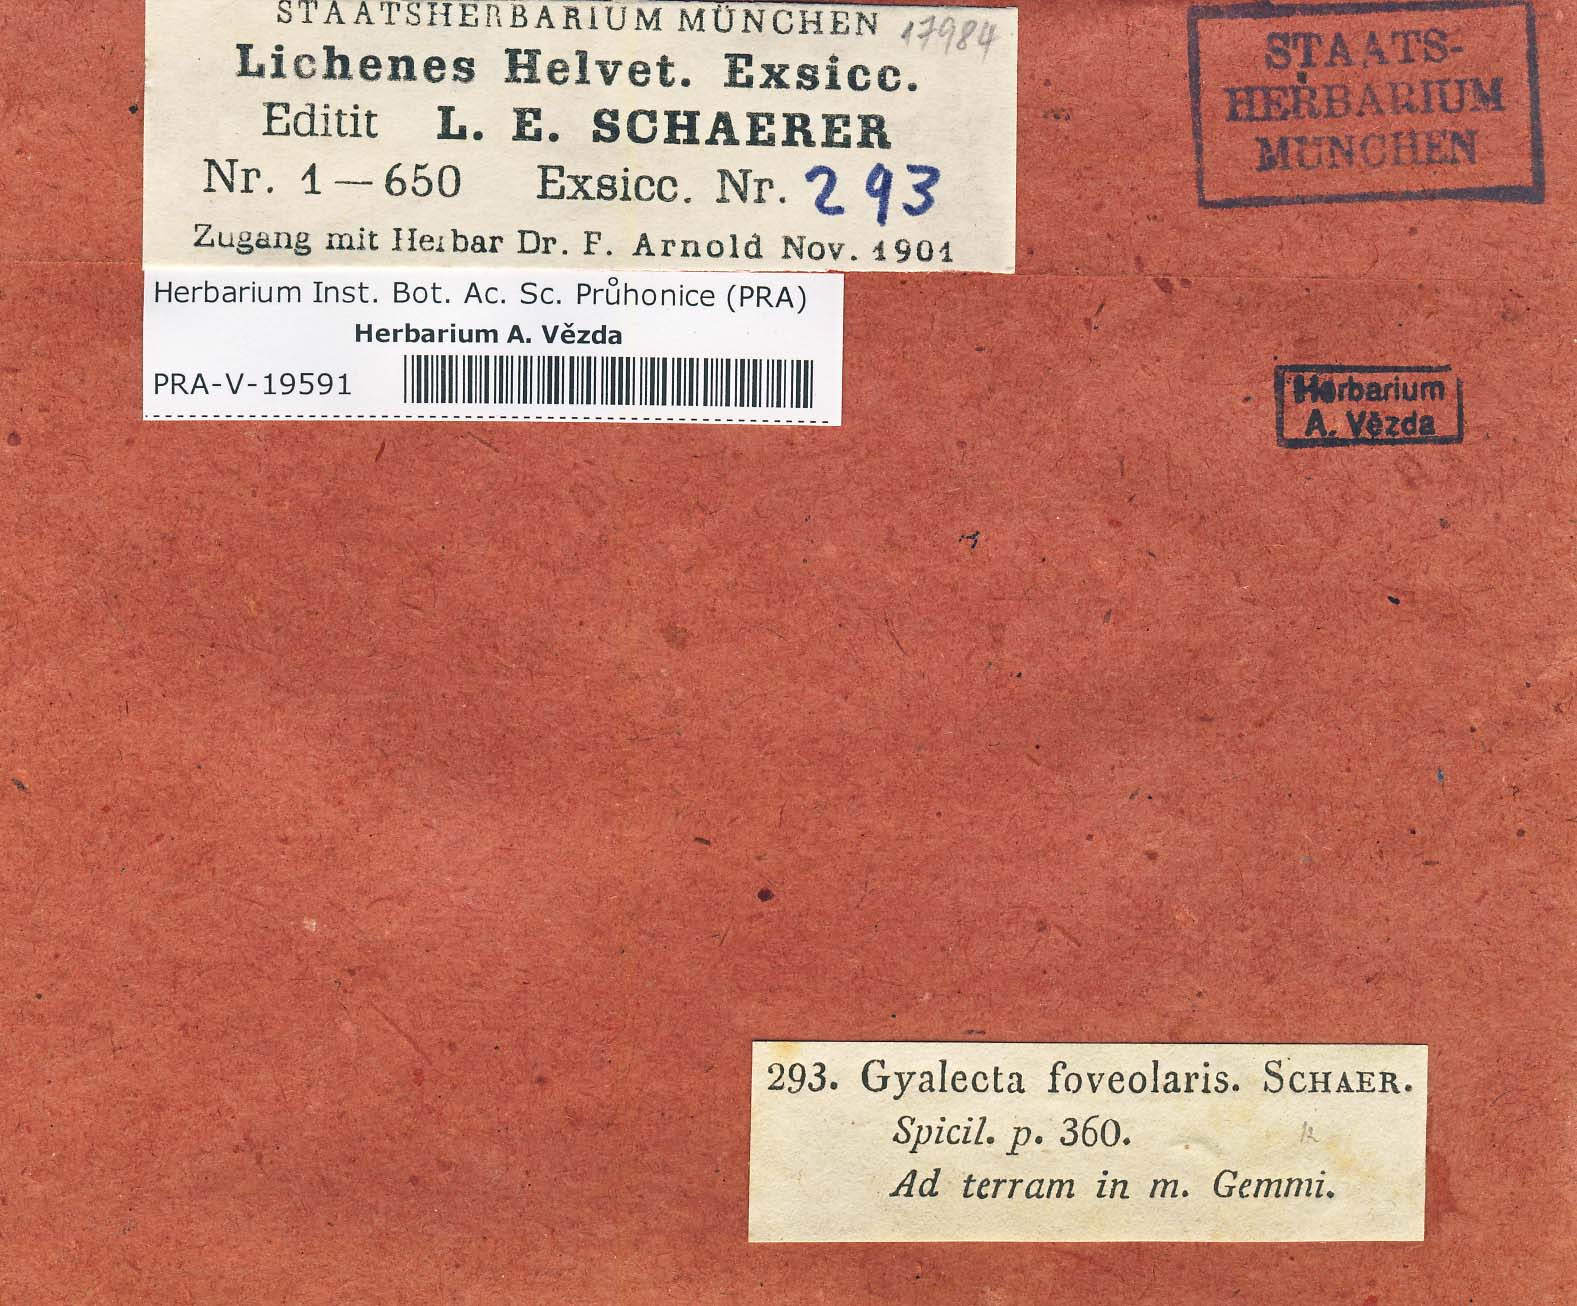 STAATSHERBARIUM MÜNCHEN 17984
Lichenes Helvet. Exsicc.
Editit L. E. SCHAERER
Nr. 1 — 650 Exsicc. Nr. 293
Zugang mit Herbar Dr. F. Arnold Nov. 1901
STAATS-
HERBARIUM
MÜNCHEN
Herbarium Inst. Bot. Ac. Sc. Průhonice (PRA)
Herbarium A. Vězda
PRA-V-19591
Herbarium
A. Vězda
293. Gyalecta foveolaris. SCHAER.
Spicil. p. 360.
Ad terram in m. Gemmi.